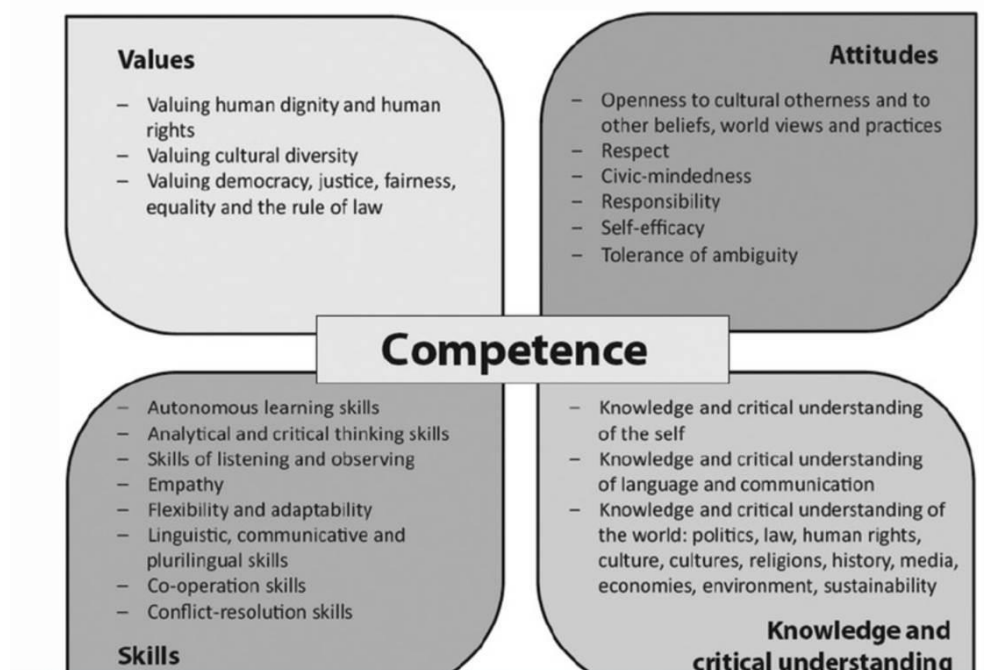 Values
– Valuing human dignity and human
rights
– Valuing cultural diversity
– Valuing democracy, justice, fairness,
equality and the rule of law
Attitudes
– Openness to cultural otherness and to
other beliefs, world views and practices
– Respect
– Civic-mindedness
– Responsibility
– Self-efficacy
– Tolerance of ambiguity
Competence
– Autonomous learning skills
– Analytical and critical thinking skills
– Skills of listening and observing
– Empathy
– Flexibility and adaptability
– Linguistic, communicative and
plurilingual skills
– Co-operation skills
– Conflict-resolution skills
Skills
– Knowledge and critical understanding
of the self
– Knowledge and critical understanding
of language and communication
– Knowledge and critical understanding of
the world: politics, law, human rights,
culture, cultures, religions, history, media,
economies, environment, sustainability
Knowledge and
critical understanding